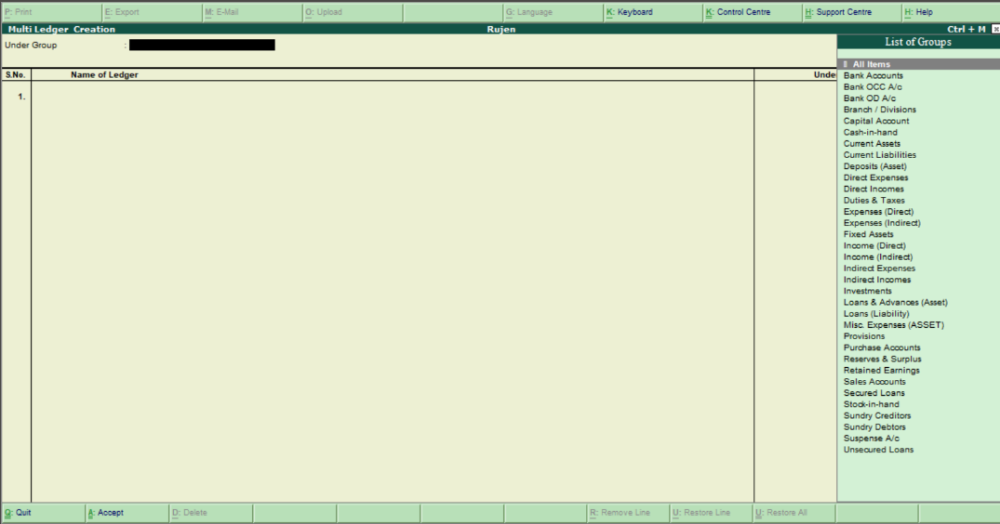 P: Print E: Export M: E-Mail O: Upload G: Language K: Keyboard K: Control Centre H: Support Centre H: Help
Multi Ledger Creation Rujen Ctrl + M
Under Group :
List of Groups
All Items
S.No. Name of Ledger Unde
1.
Bank Accounts
Bank OCC A/c
Bank OD A/c
Branch / Divisions
Capital Account
Cash-in-hand
Current Assets
Current Liabilities
Deposits (Asset)
Direct Expenses
Direct Incomes
Duties & Taxes
Expenses (Direct)
Expenses (Indirect)
Fixed Assets
Income (Direct)
Income (Indirect)
Indirect Expenses
Indirect Incomes
Investments
Loans & Advances (Asset)
Loans (Liability)
Misc. Expenses (ASSET)
Provisions
Purchase Accounts
Reserves & Surplus
Retained Earnings
Sales Accounts
Secured Loans
Stock-in-hand
Sundry Creditors
Sundry Debtors
Suspense A/c
Unsecured Loans
Q: Quit A: Accept D: Delete R: Remove Line U: Restore Line U: Restore All